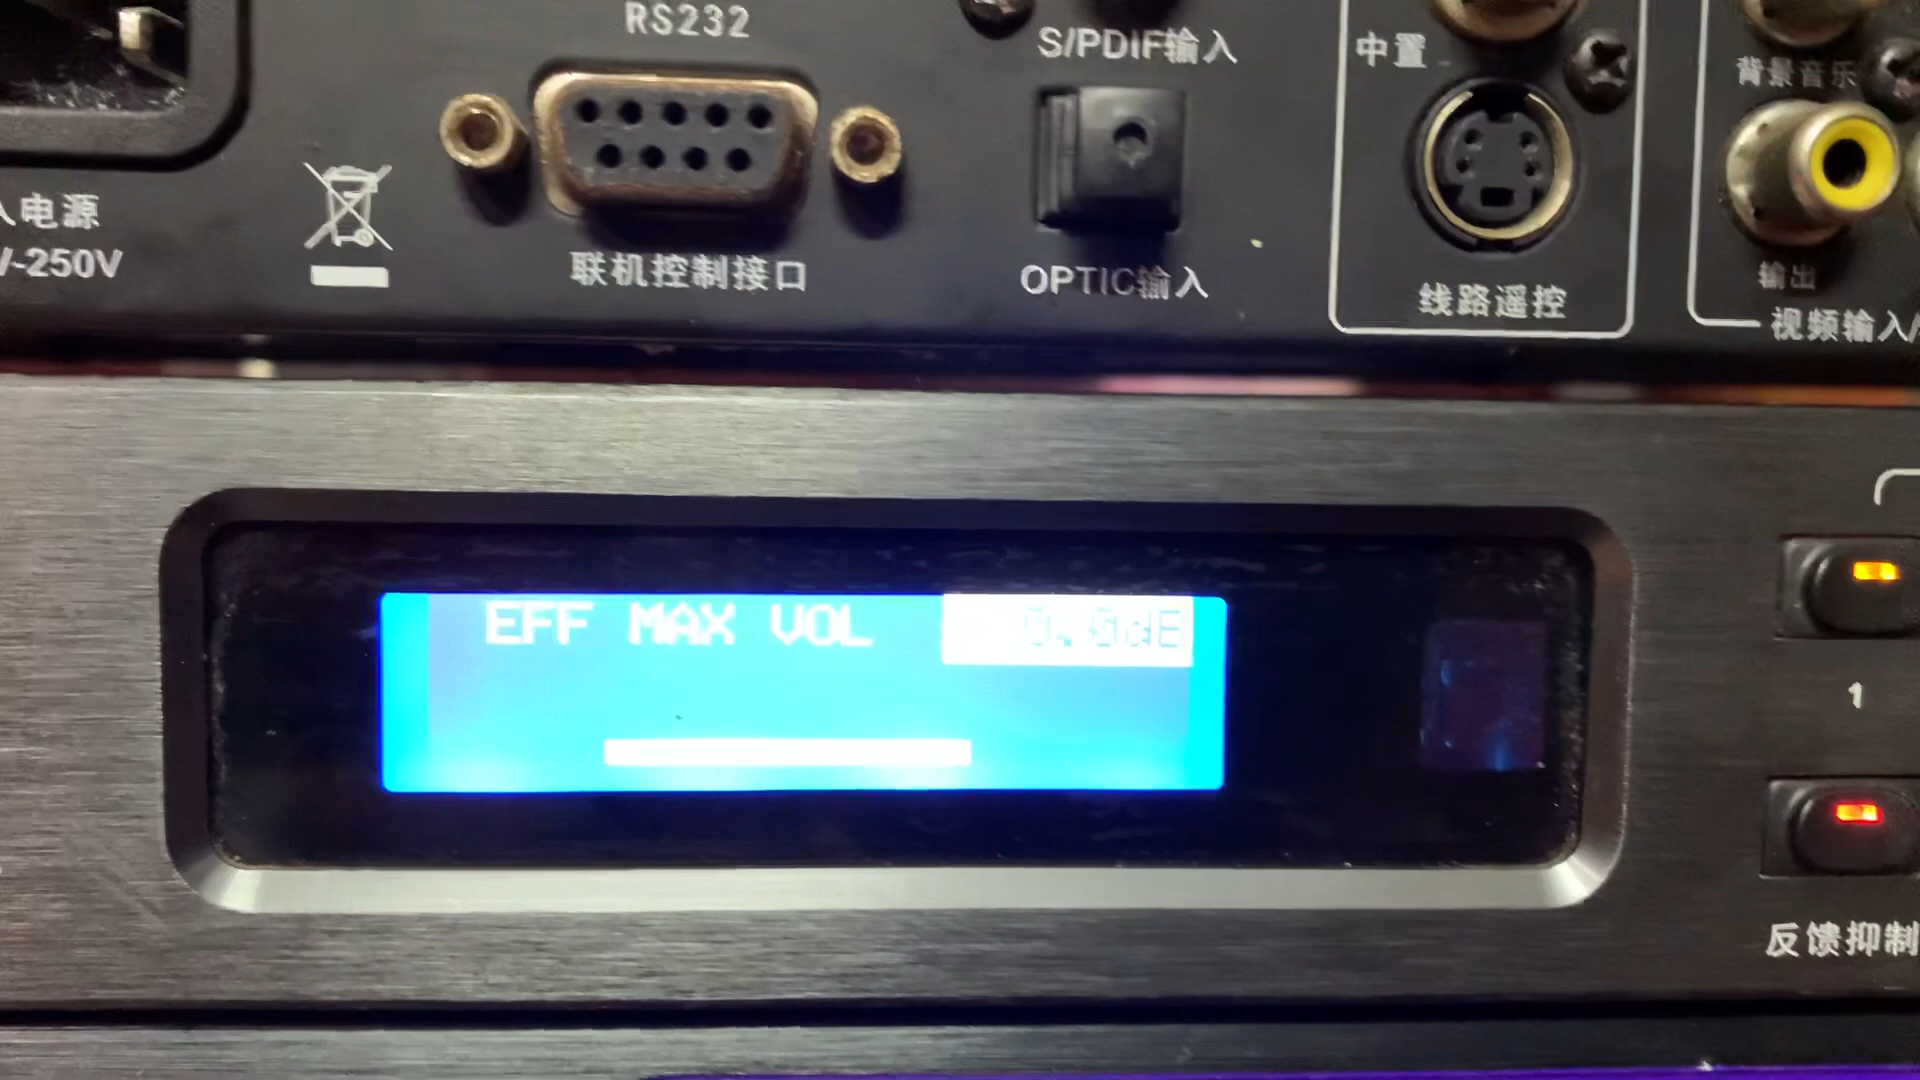 RS232
S/PDIF输入
中置
背景音乐
入电源
V-250V
联机控制接口
OPTIC输入
线路遥控
输出
视频输入/
EFF MAX VOL 0.0dB
1
反馈抑制